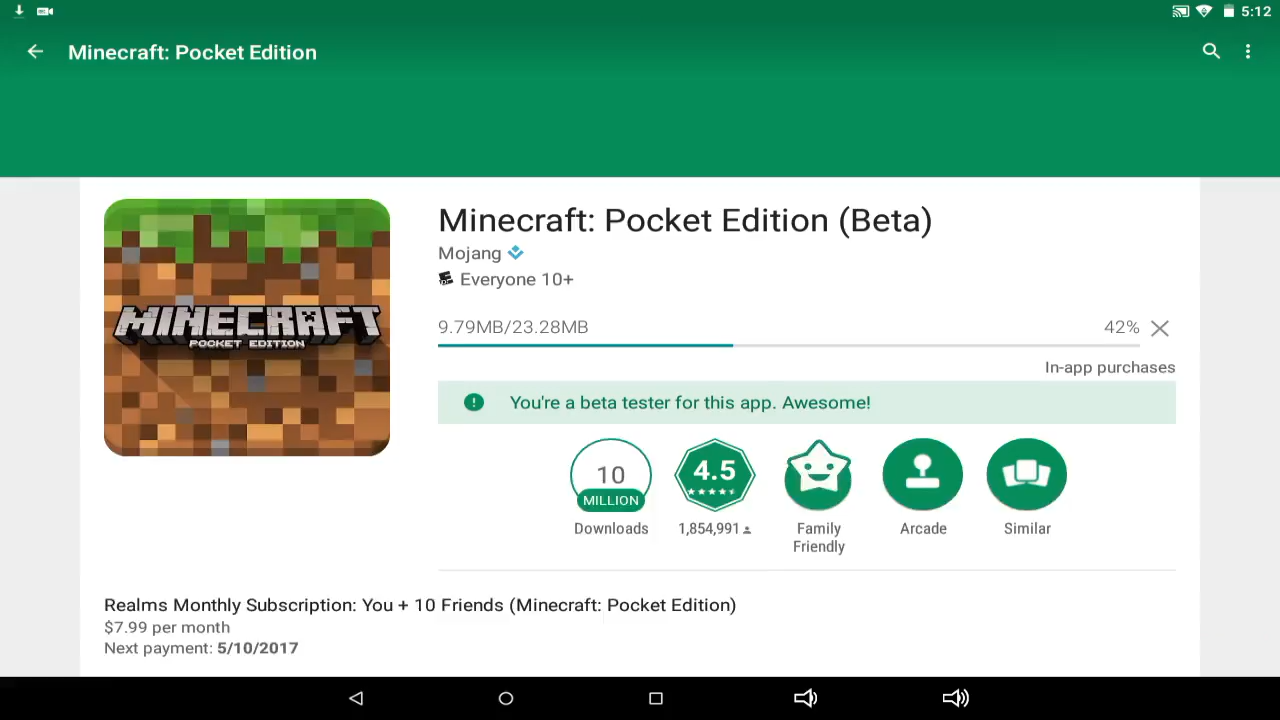 5:12
Minecraft: Pocket Edition
MINECRAFT
POCKET EDITION
Minecraft: Pocket Edition (Beta)
Mojang
Everyone 10+
9.79MB/23.28MB 42%
In-app purchases
You're a beta tester for this app. Awesome!
10
MILLION
Downloads
4.5
1,854,991
Family
Friendly
Arcade
Similar
Realms Monthly Subscription: You + 10 Friends (Minecraft: Pocket Edition)
$7.99 per month
Next payment: 5/10/2017